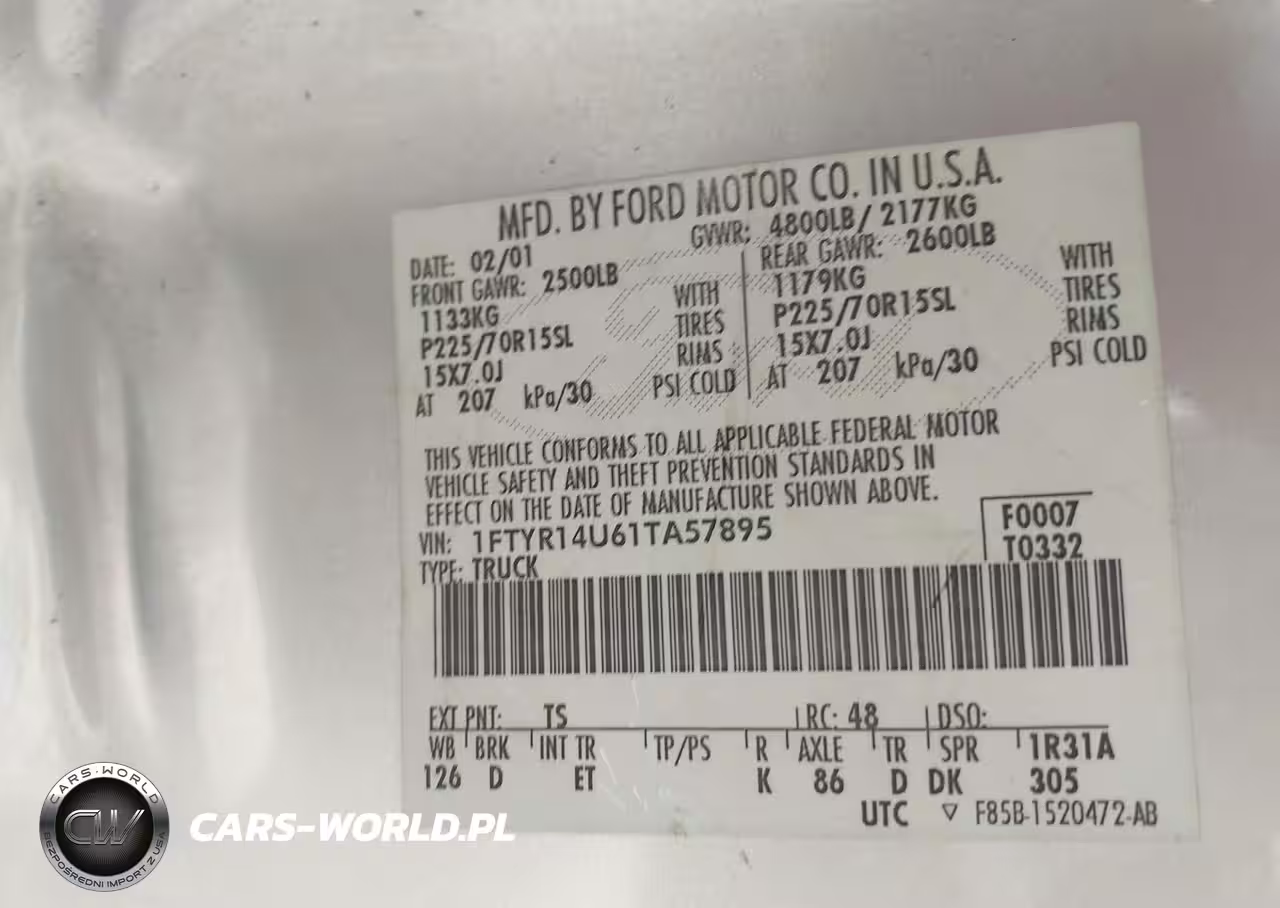 MFD. BY FORD MOTOR CO. IN U.S.A.
DATE: 02/01 GVWR: 4800LB/ 2177KG
FRONT GAWR: 2500LB REAR GAWR: 2600LB
1133KG WITH 1179KG WITH
P225/70R15SL TIRES P225/70R15SL TIRES
15X7.0J RIMS 15X7.0J RIMS
AT 207 kPa/30 PSI COLD AT 207 kPa/30 PSI COLD
THIS VEHICLE CONFORMS TO ALL APPLICABLE FEDERAL MOTOR
VEHICLE SAFETY AND THEFT PREVENTION STANDARDS IN
EFFECT ON THE DATE OF MANUFACTURE SHOWN ABOVE.
VIN: 1FTYR14U61TA57895 F0007
TYPE: TRUCK T0332
EXT PNT: TS RC: 48 DSO:
WB BRK INT TR TP/PS R AXLE TR SPR 1R31A
126 D ET K 86 D DK 305
UTC ▽ F85B-1520472-AB
CARS-WORLD
CW
BEZPOŚREDNI IMPORT Z USA
CARS-WORLD.PL